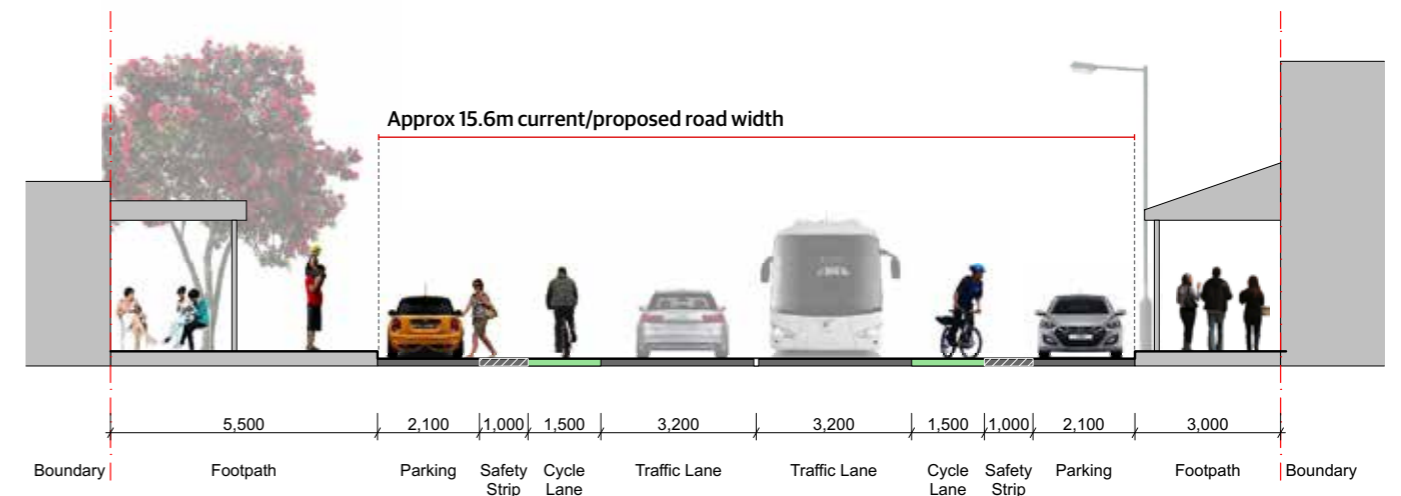 Approx 15.6m current/proposed road width
5,500 2,100 1,000 1,500 3,200 3,200 1,500 1,000 2,100 3,000
Boundary Footpath Parking Safety Cycle Traffic Lane Traffic Lane Cycle Safety Parking Footpath Boundary
Strip Lane Lane Strip